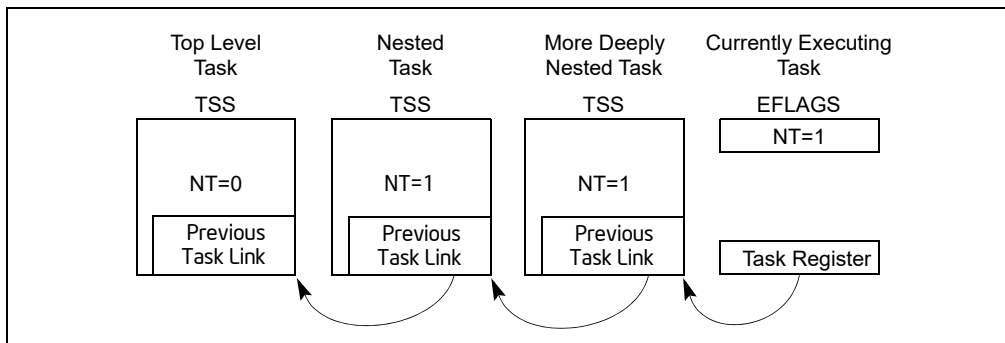 Top Level
Task
Nested
Task
More Deeply
Nested Task
Currently Executing
Task
TSS
TSS
TSS
EFLAGS
NT=1
NT=0
NT=1
NT=1
Previous
Task Link
Previous
Task Link
Previous
Task Link
Task Register